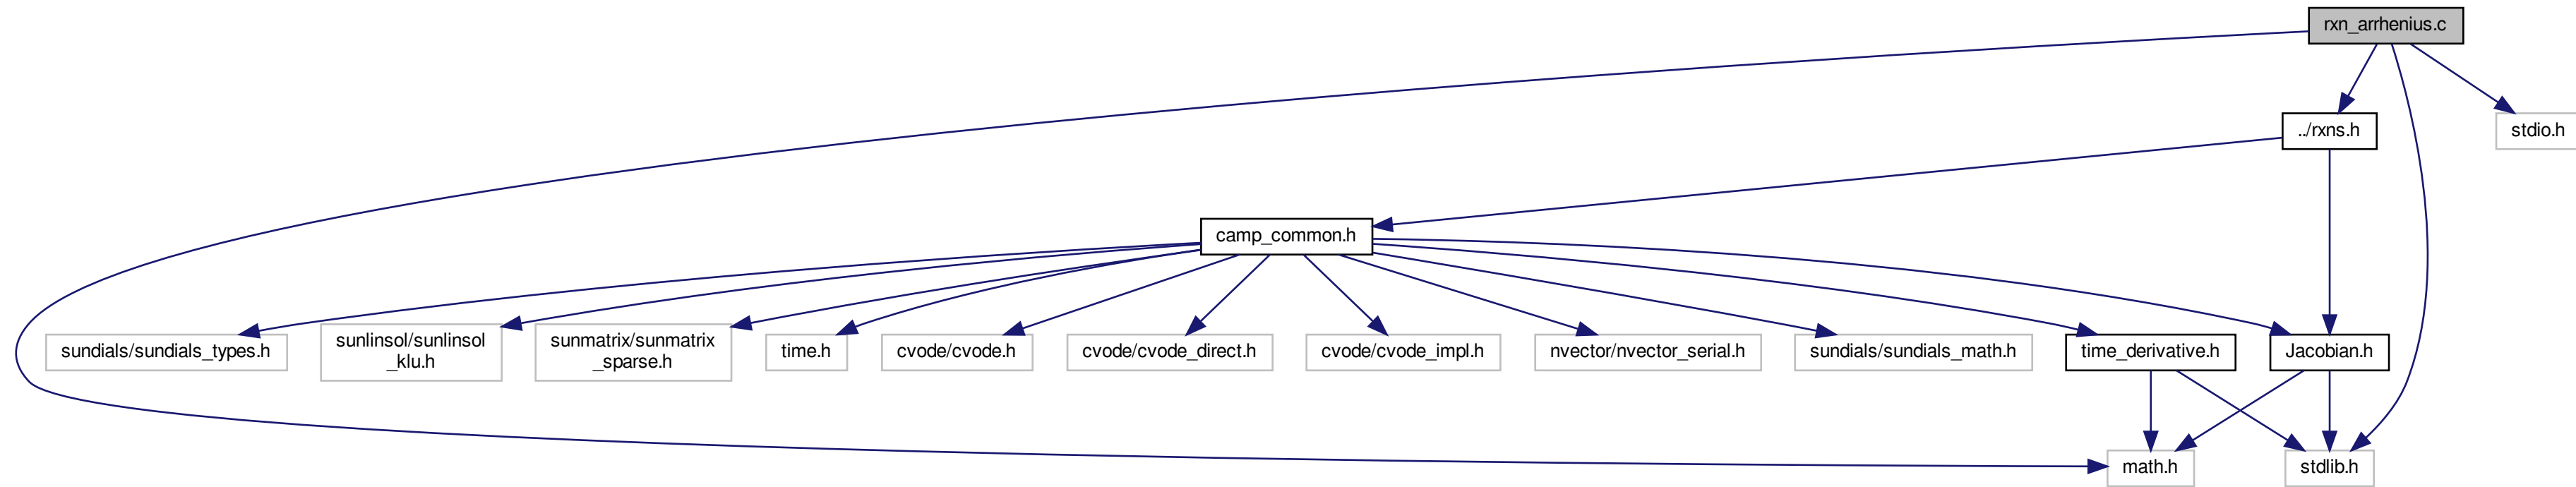 rxn_arrhenius.c
../rxns.h
stdio.h
camp_common.h
sundials/sundials_types.h
sunlinsol/sunlinsol
_klu.h
sunmatrix/sunmatrix
_sparse.h
time.h
cvode/cvode.h
cvode/cvode_direct.h
cvode/cvode_impl.h
nvector/nvector_serial.h
sundials/sundials_math.h
time_derivative.h
Jacobian.h
math.h
stdlib.h